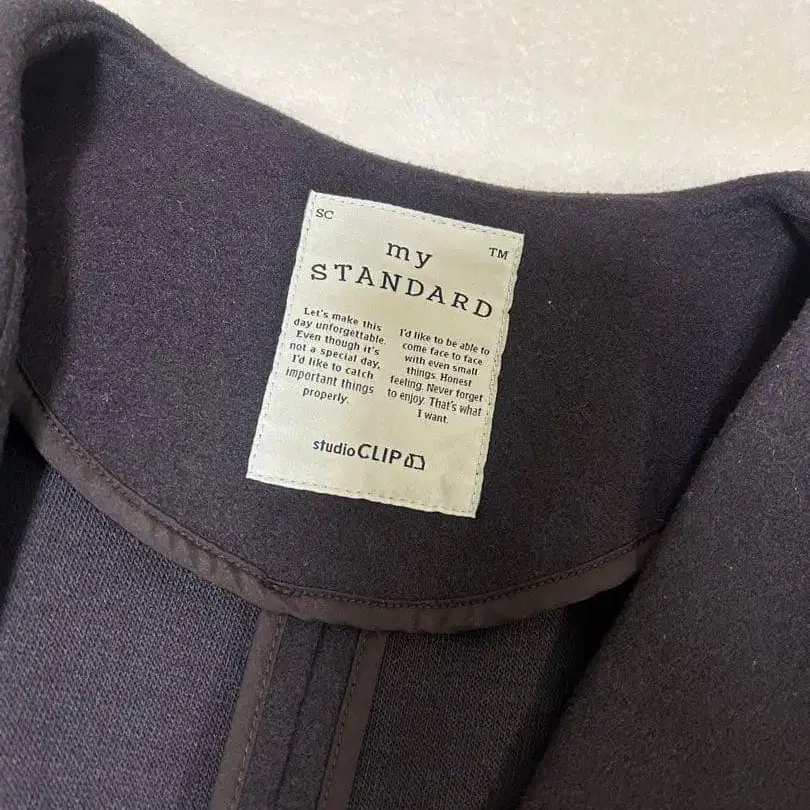 SC
TM
my
STANDARD
Let's make this
day unforgettable.
Even though it's
not a special day,
I'd like to catch
important things
properly.
I'd like to be able to
come face to face
with even small
things. Honest
feeling. Never forget
to enjoy. That's what
I want.
studio CLIP